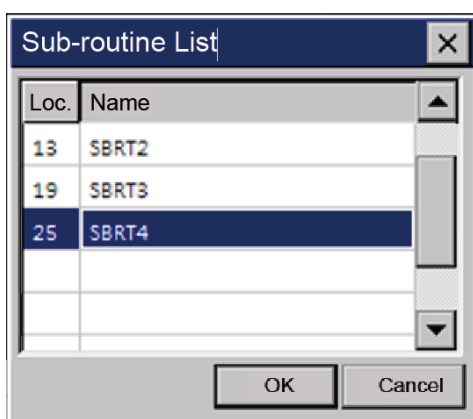 Sub-routine List
Loc. Name
13 SBRT2
19 SBRT3
25 SBRT4
OK Cancel